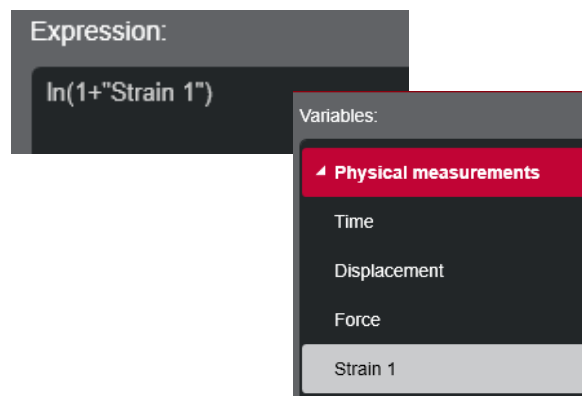 Expression:
ln(1+"Strain 1")
Variables:
Physical measurements
Time
Displacement
Force
Strain 1